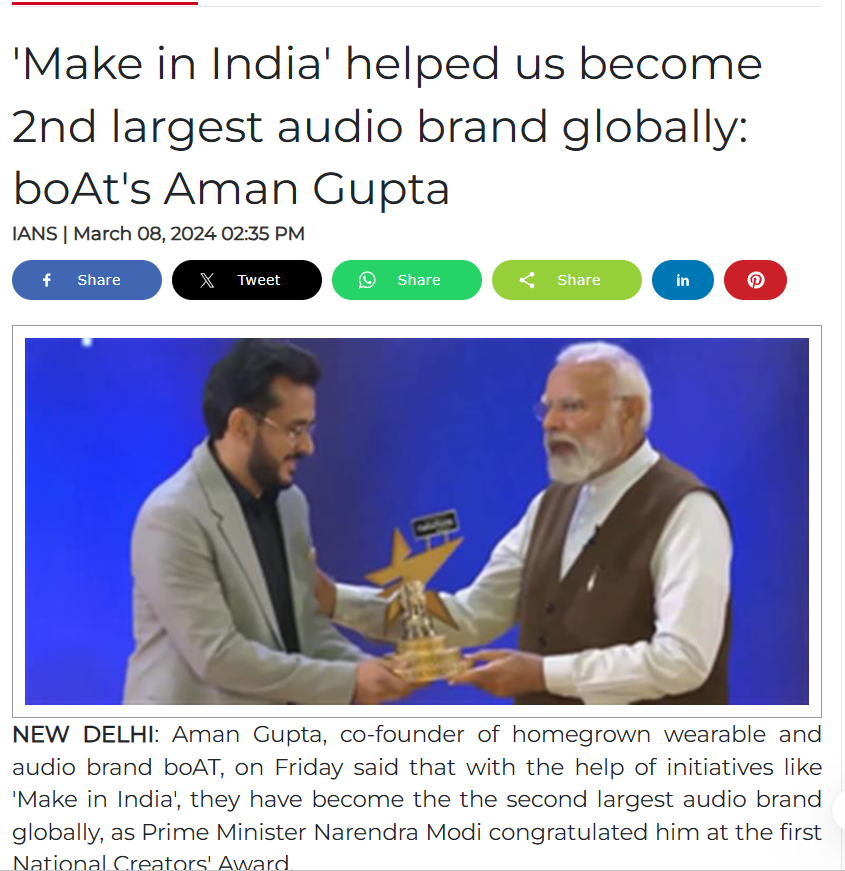 'Make in India' helped us become
2nd largest audio brand globally:
boAt's Aman Gupta
IANS | March 08, 2024 02:35 PM
Share Tweet Share Share in
NEW DELHI: Aman Gupta, co-founder of homegrown wearable and
audio brand boAT, on Friday said that with the help of initiatives like
'Make in India', they have become the the second largest audio brand
globally, as Prime Minister Narendra Modi congratulated him at the first
National Creators' Award.